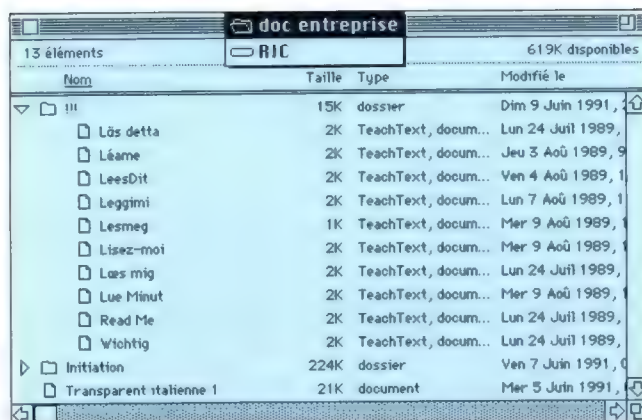 doc entreprise
RIC
13 éléments 619K disponibles
Nom Taille Type Modifié le
!!! 15K dossier Dim 9 Juin 1991,
Läs detta 2K TeachText, docum... Lun 24 Juil 1989,
Léame 2K TeachText, docum... Jeu 3 Aoû 1989, 9
LeesDit 2K TeachText, docum... Ven 4 Aoû 1989, 1
Leggimi 2K TeachText, docum... Lun 7 Aoû 1989, 1
Lesmeg 1K TeachText, docum... Mer 9 Aoû 1989,
Lisez-moi 2K TeachText, docum... Mer 9 Aoû 1989,
Læs mig 2K TeachText, docum... Lun 24 Juil 1989,
Lue Minut 2K TeachText, docum... Mer 9 Aoû 1989,
Read Me 2K TeachText, docum... Lun 24 Juil 1989,
Wichtig 2K TeachText, docum... Lun 24 Juil 1989,
Initiation 224K dossier Ven 7 Juin 1991,
Transparent italienne 1 21K document Mer 5 Juin 1991,